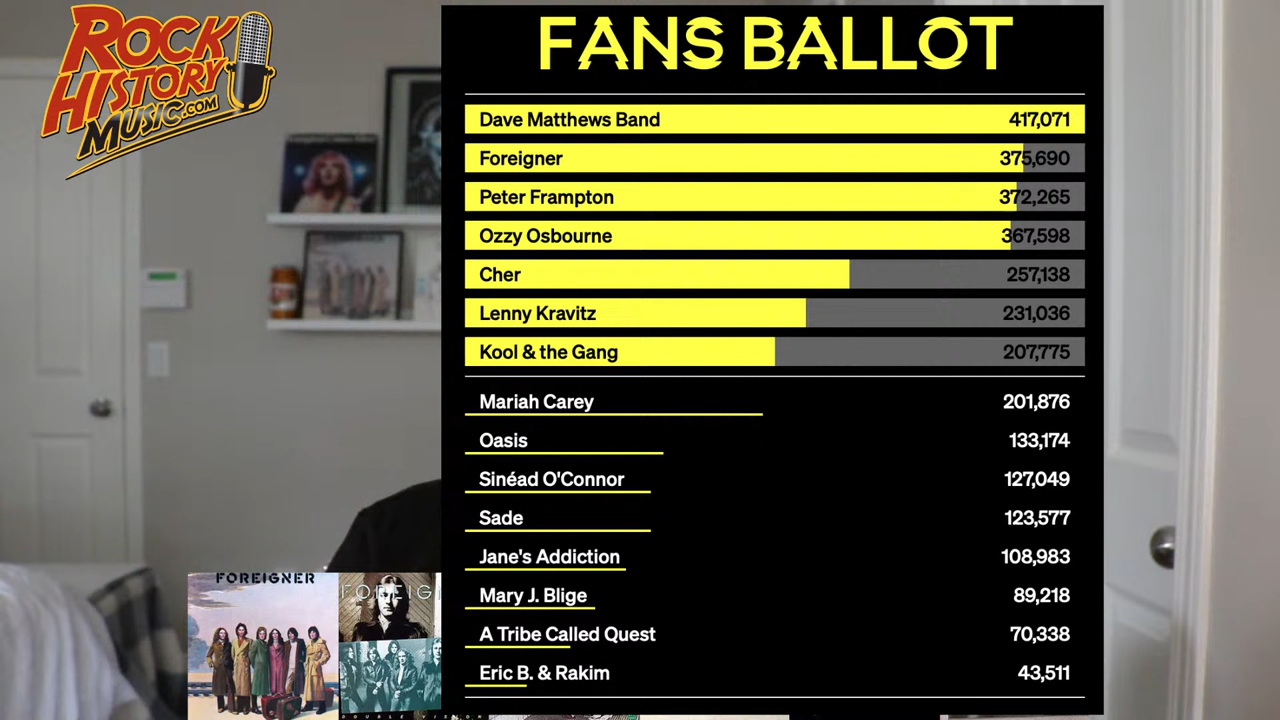 ROCK
HISTORY
MUSIC.COM
FANS BALLOT
Dave Matthews Band 417,071
Foreigner 375,690
Peter Frampton 372,265
Ozzy Osbourne 367,598
Cher 257,138
Lenny Kravitz 231,036
Kool & the Gang 207,775
Mariah Carey 201,876
Oasis 133,174
Sinéad O'Connor 127,049
Sade 123,577
Jane's Addiction 108,983
Mary J. Blige 89,218
A Tribe Called Quest 70,338
Eric B. & Rakim 43,511
FOREIGNER
FOREIG
DOUBLE VISION